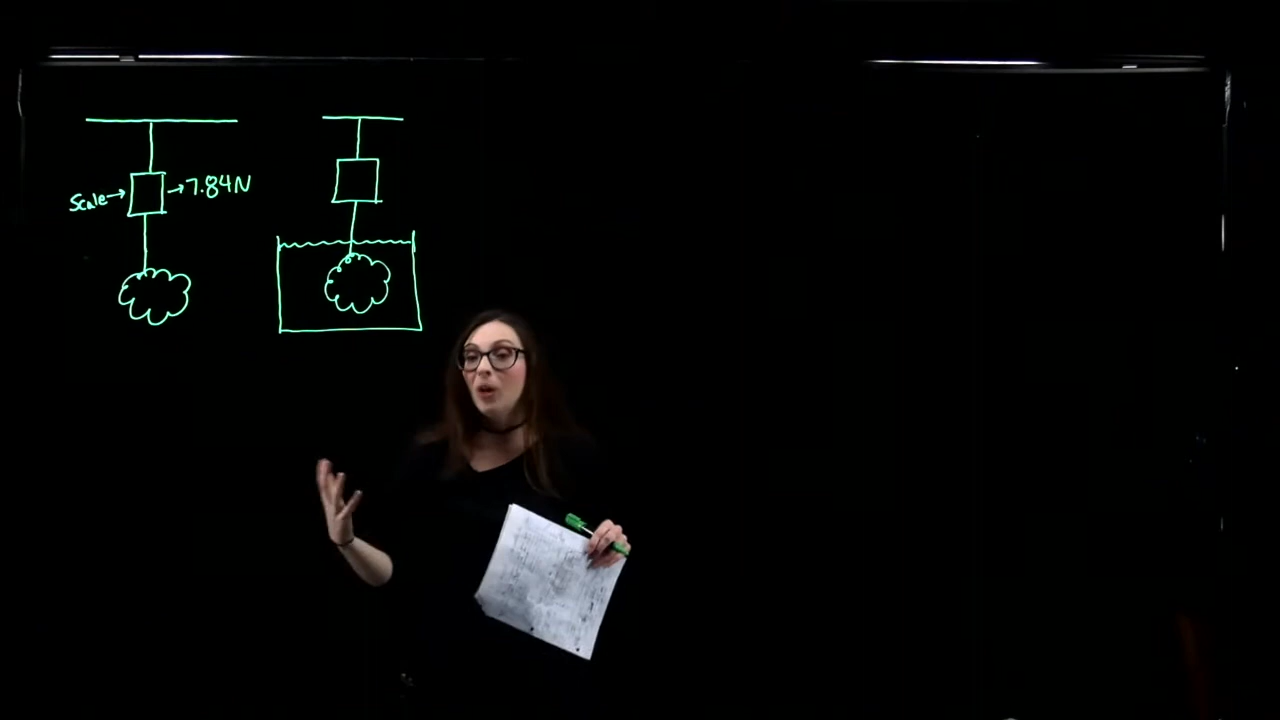 Scale → → 7.84N